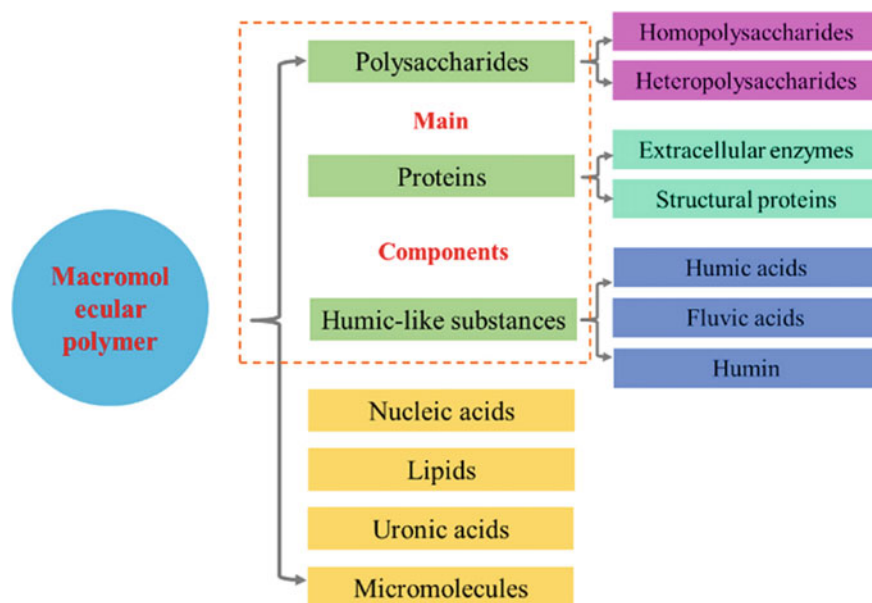 Macromol
ecular
polymer
Polysaccharides
Main
Proteins
Components
Humic-like substances
Nucleic acids
Lipids
Uronic acids
Micromolecules
Homopolysaccharides
Heteropolysaccharides
Extracellular enzymes
Structural proteins
Humic acids
Fluvic acids
Humin